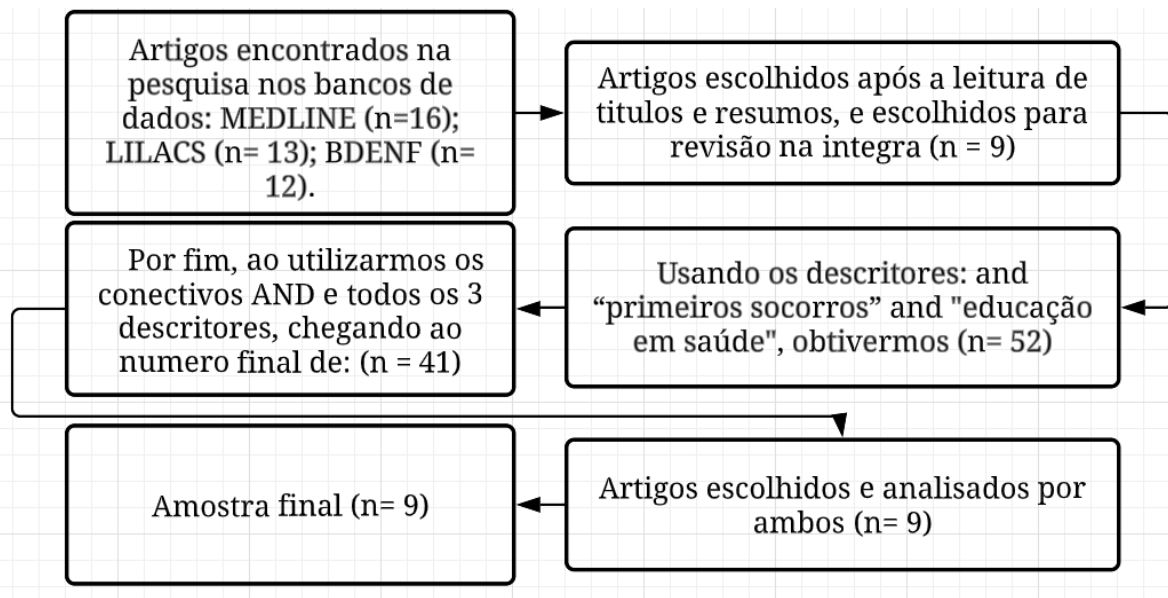 Artigos encontrados na
pesquisa nos bancos de
dados: MEDLINE (n=16);
LILACS (n= 13); BDENF (n=
12).
Artigos escolhidos após a leitura de
titulos e resumos, e escolhidos para
revisão na integra (n = 9)
Usando os descritores: and
“primeiros socorros” and "educação
em saúde", obtivermos (n= 52)
Por fim, ao utilizarmos os
conectivos AND e todos os 3
descritores, chegando ao
numero final de: (n = 41)
Artigos escolhidos e analisados por
ambos (n= 9)
Amostra final (n= 9)